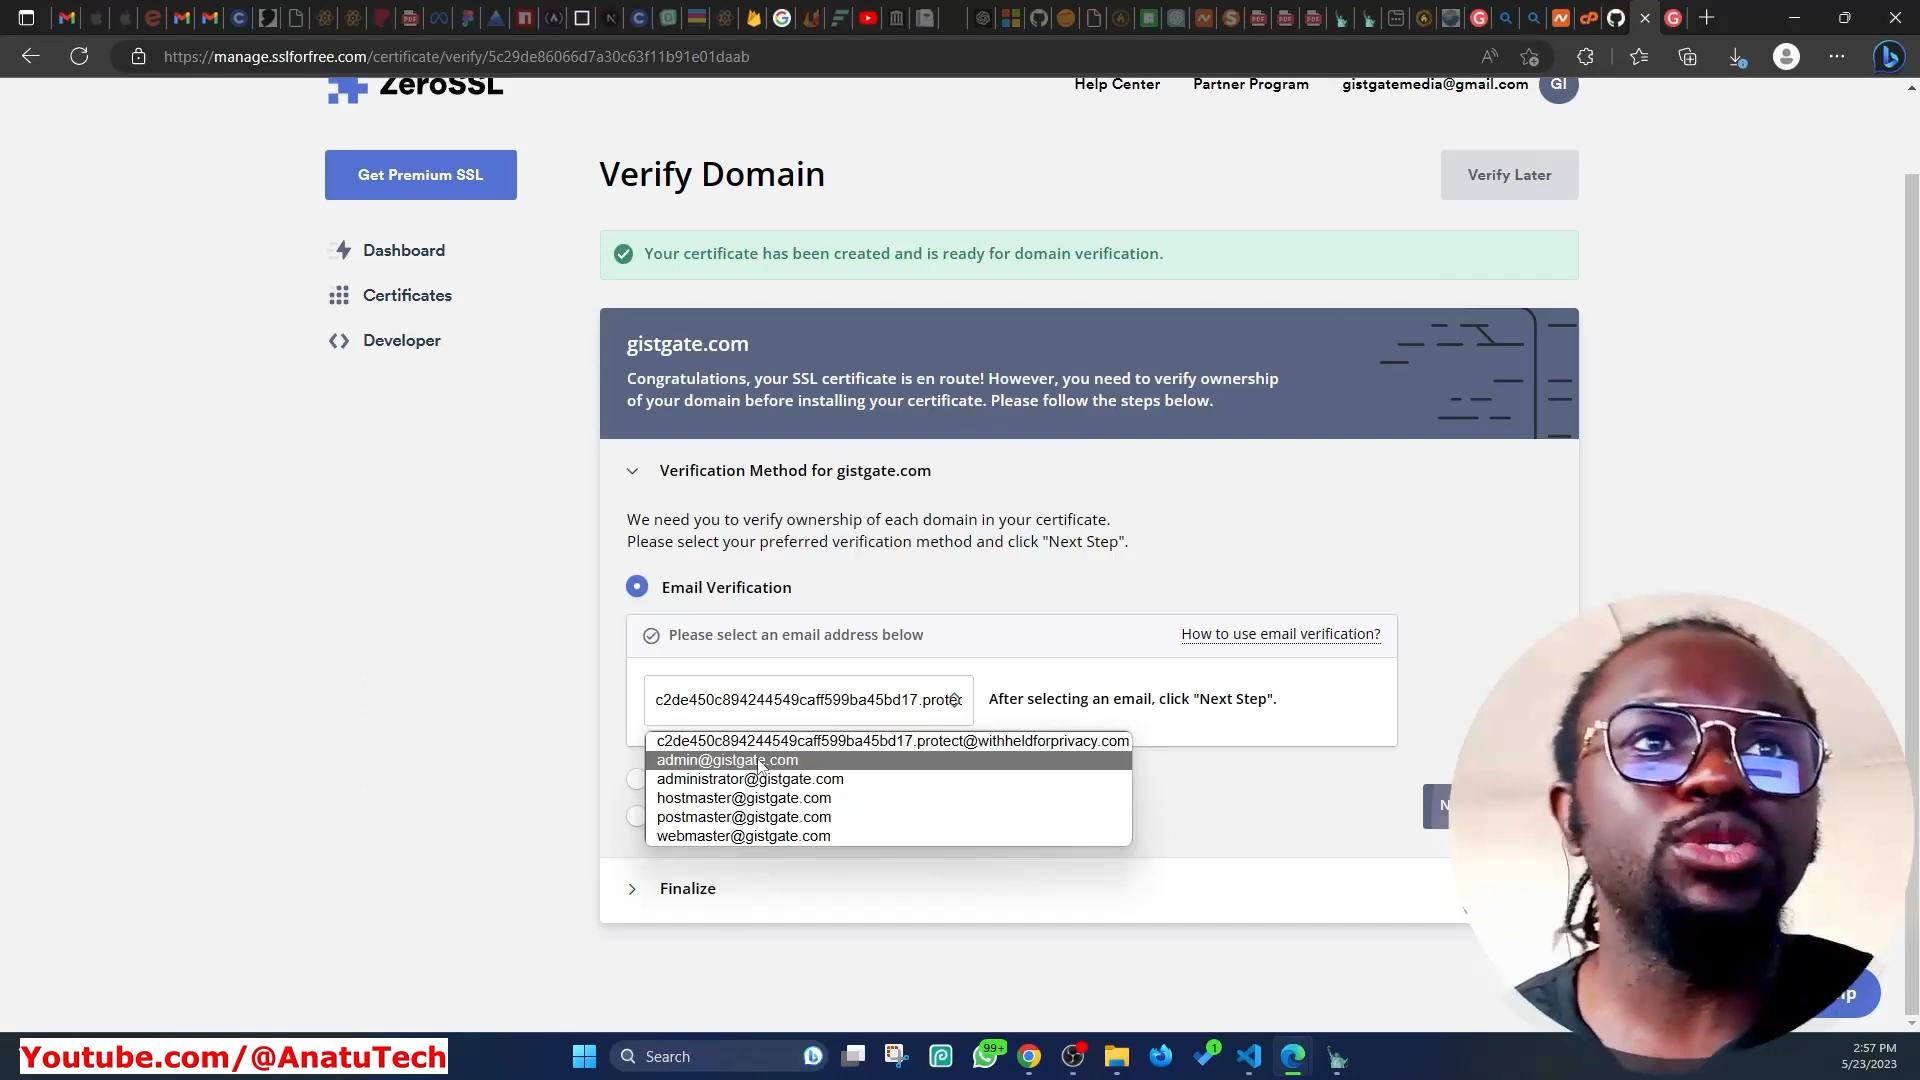 https://manage.sslforfree.com/certificate/verify/5c29de86066d7a30c63f11b91e01daab
ZeroSSL
Help Center
Partner Program
gistgatemedia@gmail.com
GI
Get Premium SSL
Verify Domain
Verify Later
Dashboard
Certificates
Developer
Your certificate has been created and is ready for domain verification.
gistgate.com
Congratulations, your SSL certificate is en route! However, you need to verify ownership
of your domain before installing your certificate. Please follow the steps below.
Verification Method for gistgate.com
We need you to verify ownership of each domain in your certificate.
Please select your preferred verification method and click "Next Step".
Email Verification
Please select an email address below
How to use email verification?
c2de450c894244549caff599ba45bd17.protec
After selecting an email, click "Next Step".
c2de450c894244549caff599ba45bd17.protect@withheldforprivacy.com
admin@gistgate.com
administrator@gistgate.com
hostmaster@gistgate.com
postmaster@gistgate.com
webmaster@gistgate.com
Finalize
Youtube.com/@AnatuTech
Search
99+
1
2:57 PM
5/23/2023